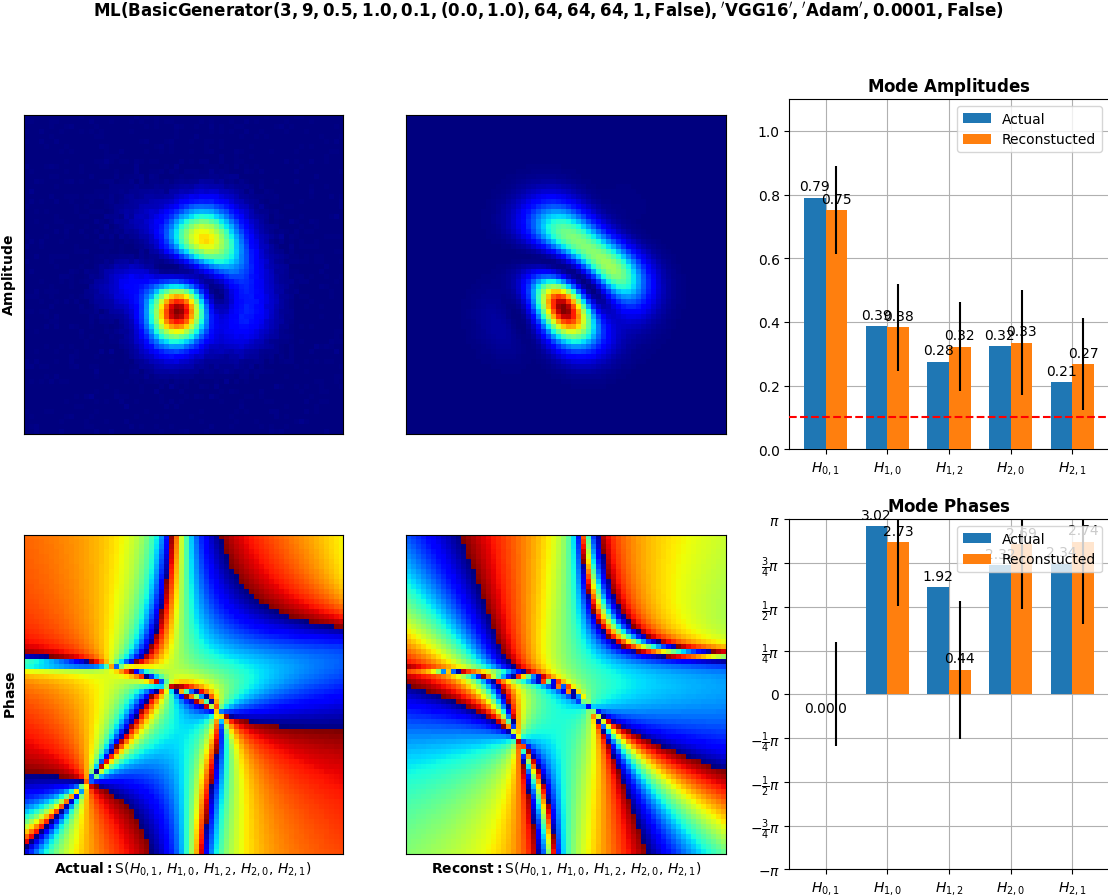 ML(BasicGenerator(3, 9, 0.5, 1.0, 0.1, (0.0, 1.0), 64, 64, 64, 1, False), ′VGG16′, ′Adam′, 0.0001, False)
Amplitude
Mode Amplitudes
Actual
Reconstucted
1.0
0.8
0.6
0.4
0.2
0.0
0.79
0.75
0.39
0.38
0.28
0.32
0.32
0.33
0.21
0.27
H0,1
H1,0
H1,2
H2,0
H2,1
Phase
Actual: S(H0,1, H1,0, H1,2, H2,0, H2,1)
Reconst: S(H0,1, H1,0, H1,2, H2,0, H2,1)
Mode Phases
Actual
Reconstucted
π
3/4π
1/2π
1/4π
0
−1/4π
−1/2π
−3/4π
−π
3.02
2.73
1.92
0.44
2.74
H0,1
H1,0
H1,2
H2,0
H2,1